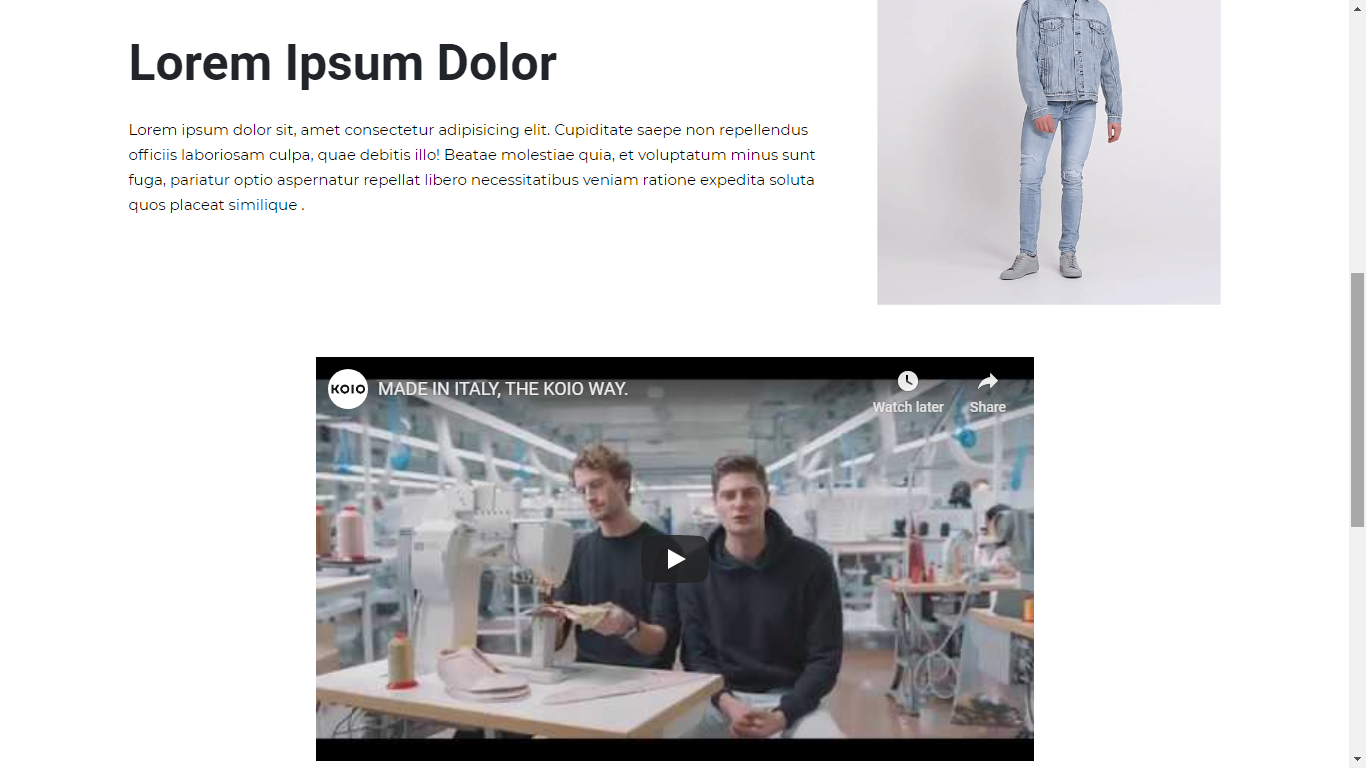 Lorem Ipsum Dolor
Lorem ipsum dolor sit, amet consectetur adipisicing elit. Cupiditate saepe non repellendus
officiis laboriosam culpa, quae debitis illo! Beatae molestiae quia, et voluptatum minus sunt
fuga, pariatur optio aspernatur repellat libero necessitatibus veniam ratione expedita soluta
quos placeat similique .
KOIO
MADE IN ITALY, THE KOIO WAY.
Watch later
Share